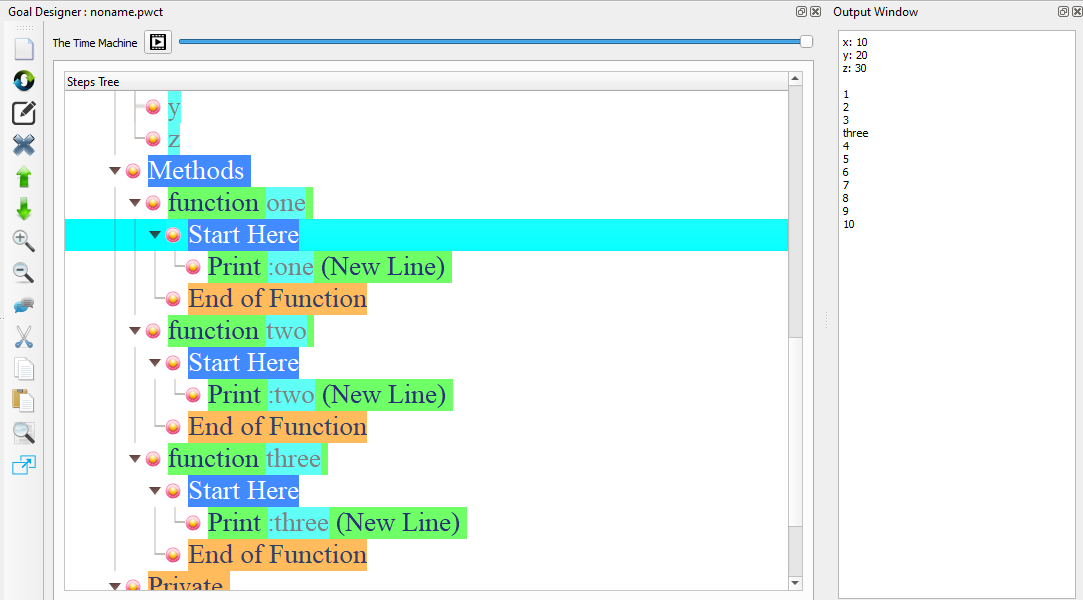 Goal Designer : noname.pwct
The Time Machine
Steps Tree
y
z
Methods
function one
Start Here
Print :one (New Line)
End of Function
function two
Start Here
Print :two (New Line)
End of Function
function three
Start Here
Print :three (New Line)
End of Function
Private
Output Window
x: 10
y: 20
z: 30
1
2
3
three
4
5
6
7
8
9
10